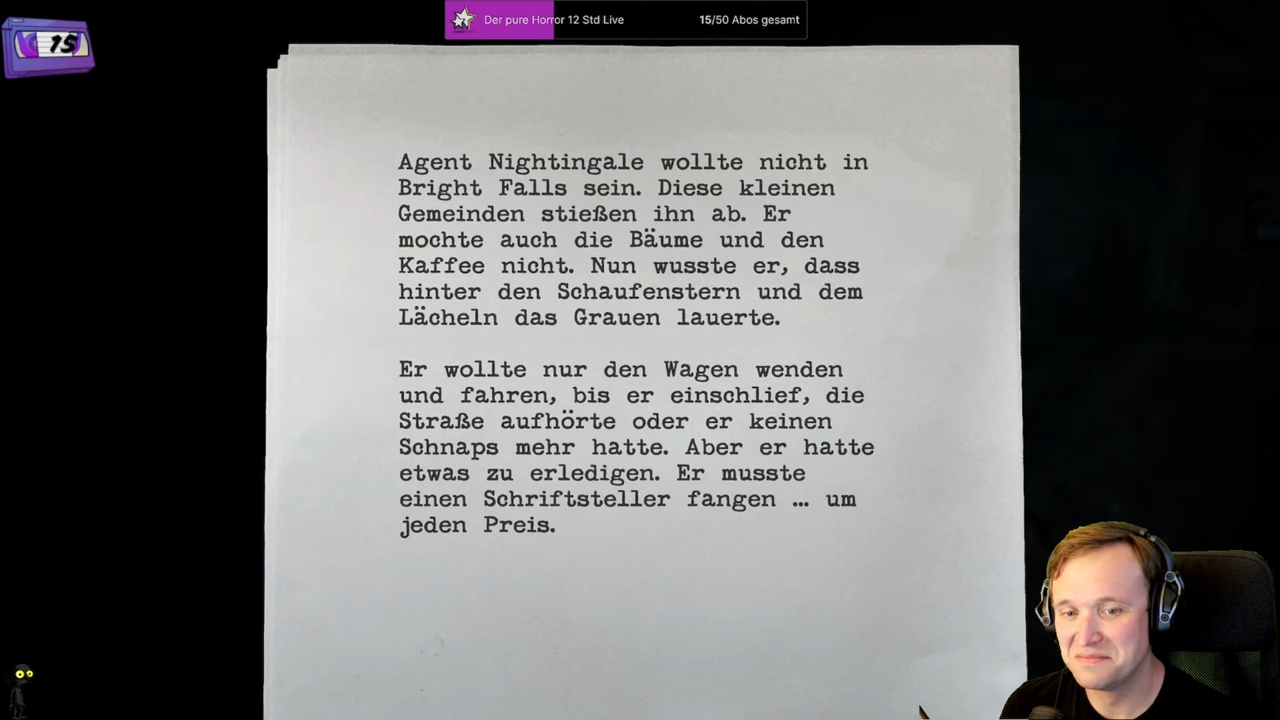 Der pure Horror 12 Std Live
15/50 Abos gesamt
15
Agent Nightingale wollte nicht in
Bright Falls sein. Diese kleinen
Gemeinden stießen ihn ab. Er
mochte auch die Bäume und den
Kaffee nicht. Nun wusste er, dass
hinter den Schaufenstern und dem
Lächeln das Grauen lauerte.
Er wollte nur den Wagen wenden
und fahren, bis er einschlief, die
Straße aufhörte oder er keinen
Schnaps mehr hatte. Aber er hatte
etwas zu erledigen. Er musste
einen Schriftsteller fangen … um
jeden Preis.